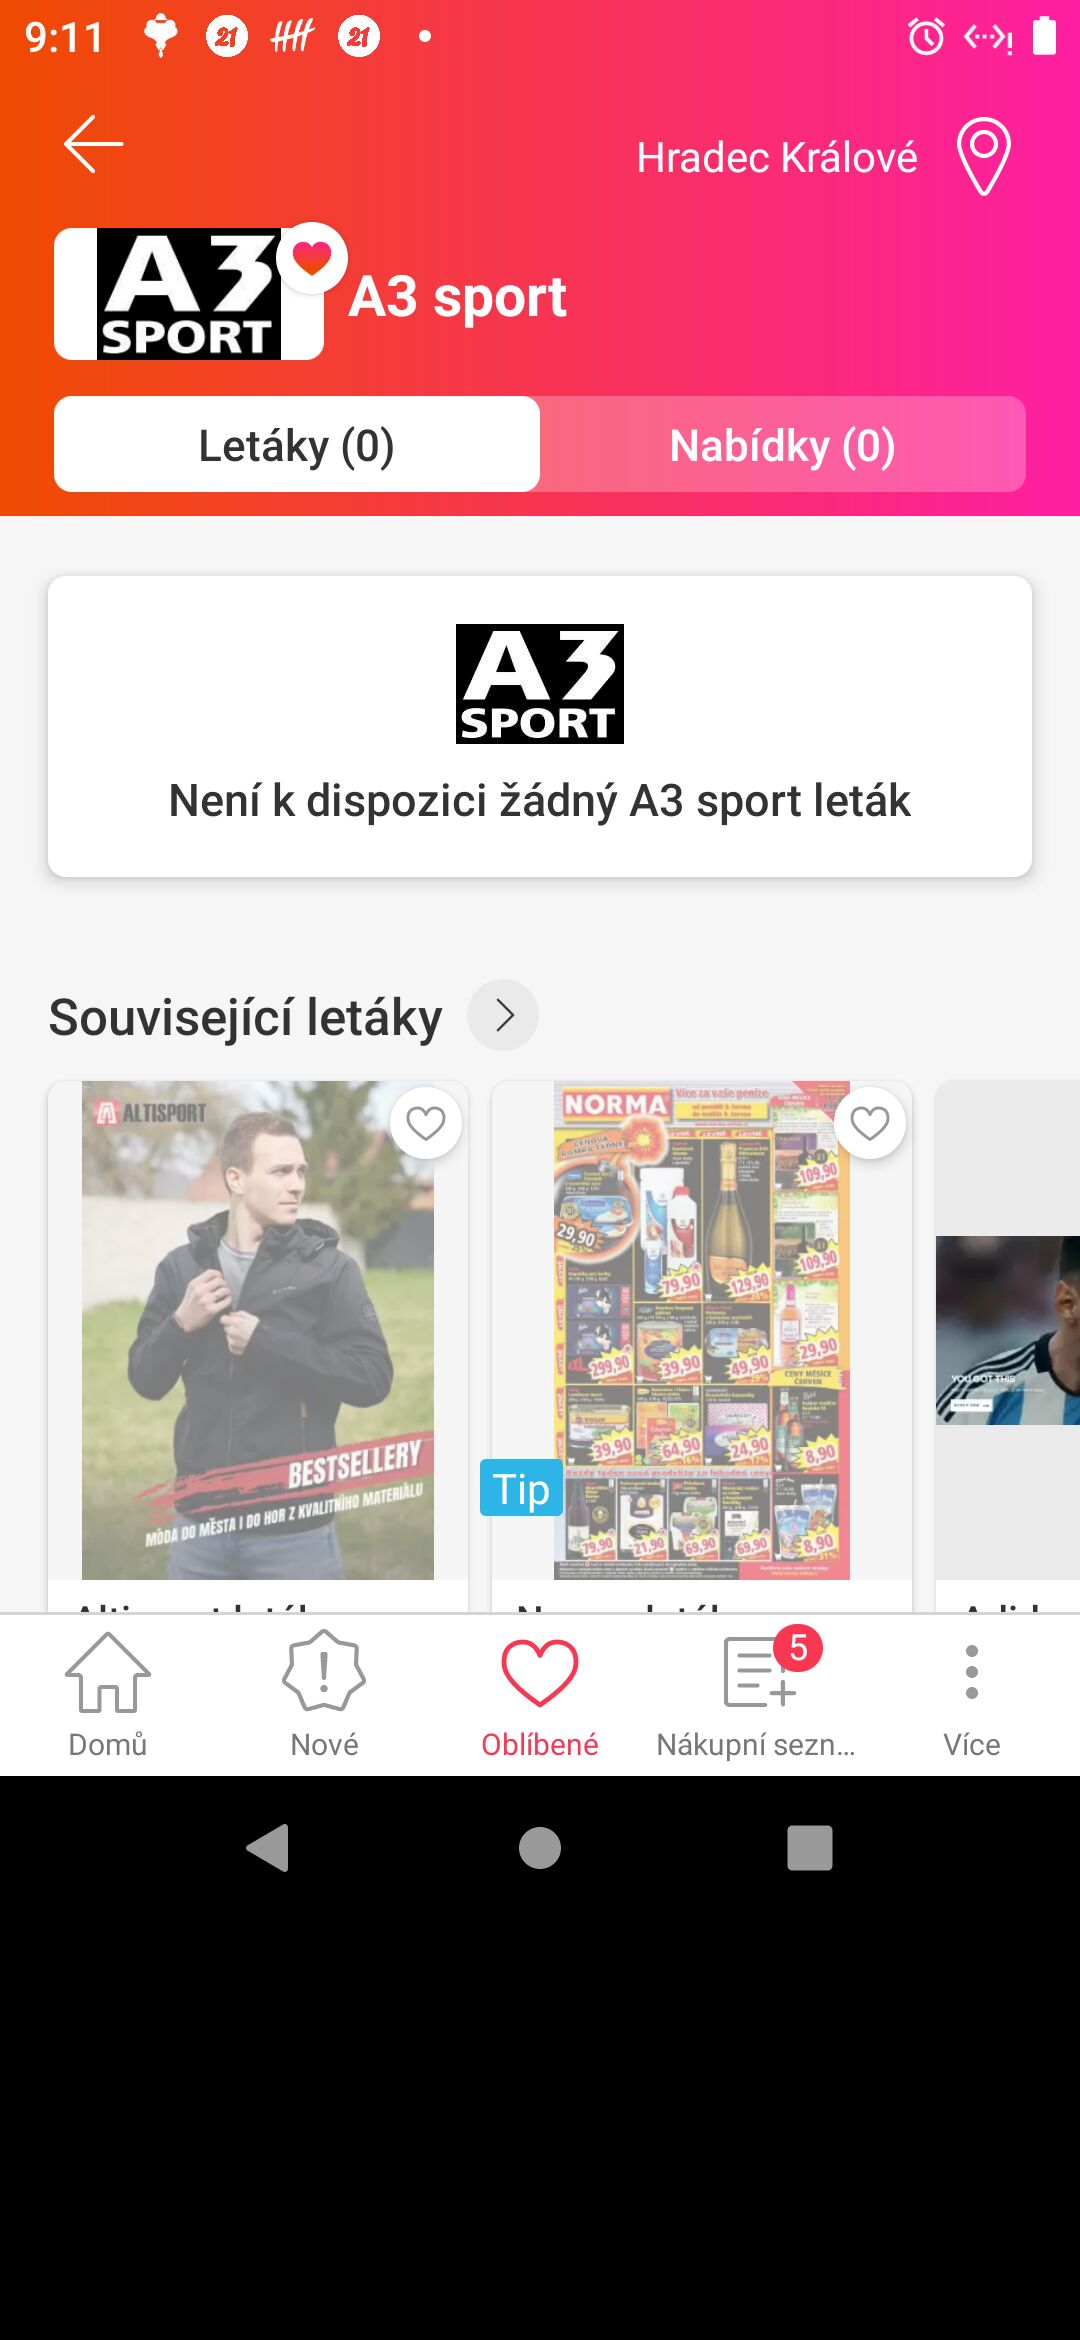 9:11
Hradec Králové
A3
SPORT
A3 sport
Letáky (0)
Nabídky (0)
A3
SPORT
Není k dispozici žádný A3 sport leták
Související letáky
ALTISPORT
BESTSELLERY
MÓDA DO MĚSTA I DO HOR Z KVALITNÍHO MATERIÁLU
NORMA
Více za vaše peníze
29,90
79,90
129,90
109,90
109,90
299,90
39,90
49,90
29,90
CENY MĚSÍCE
ČERVEN
39,90
64,90
24,90
8,90
79,90
21,90
69,90
69,90
8,90
Tip
YOU GOT THIS
5
Domů
Nové
Oblíbené
Nákupní sezn...
Více